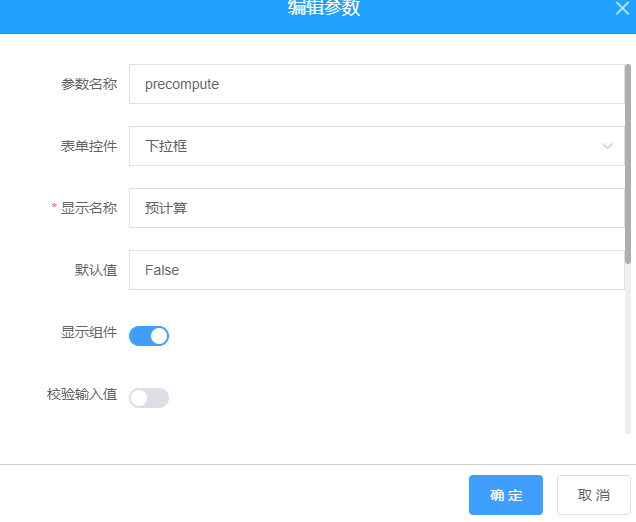 编辑参数
参数名称 precompute
表单控件 下拉框
* 显示名称 预计算
默认值 False
显示组件
校验输入值
确 定 取 消